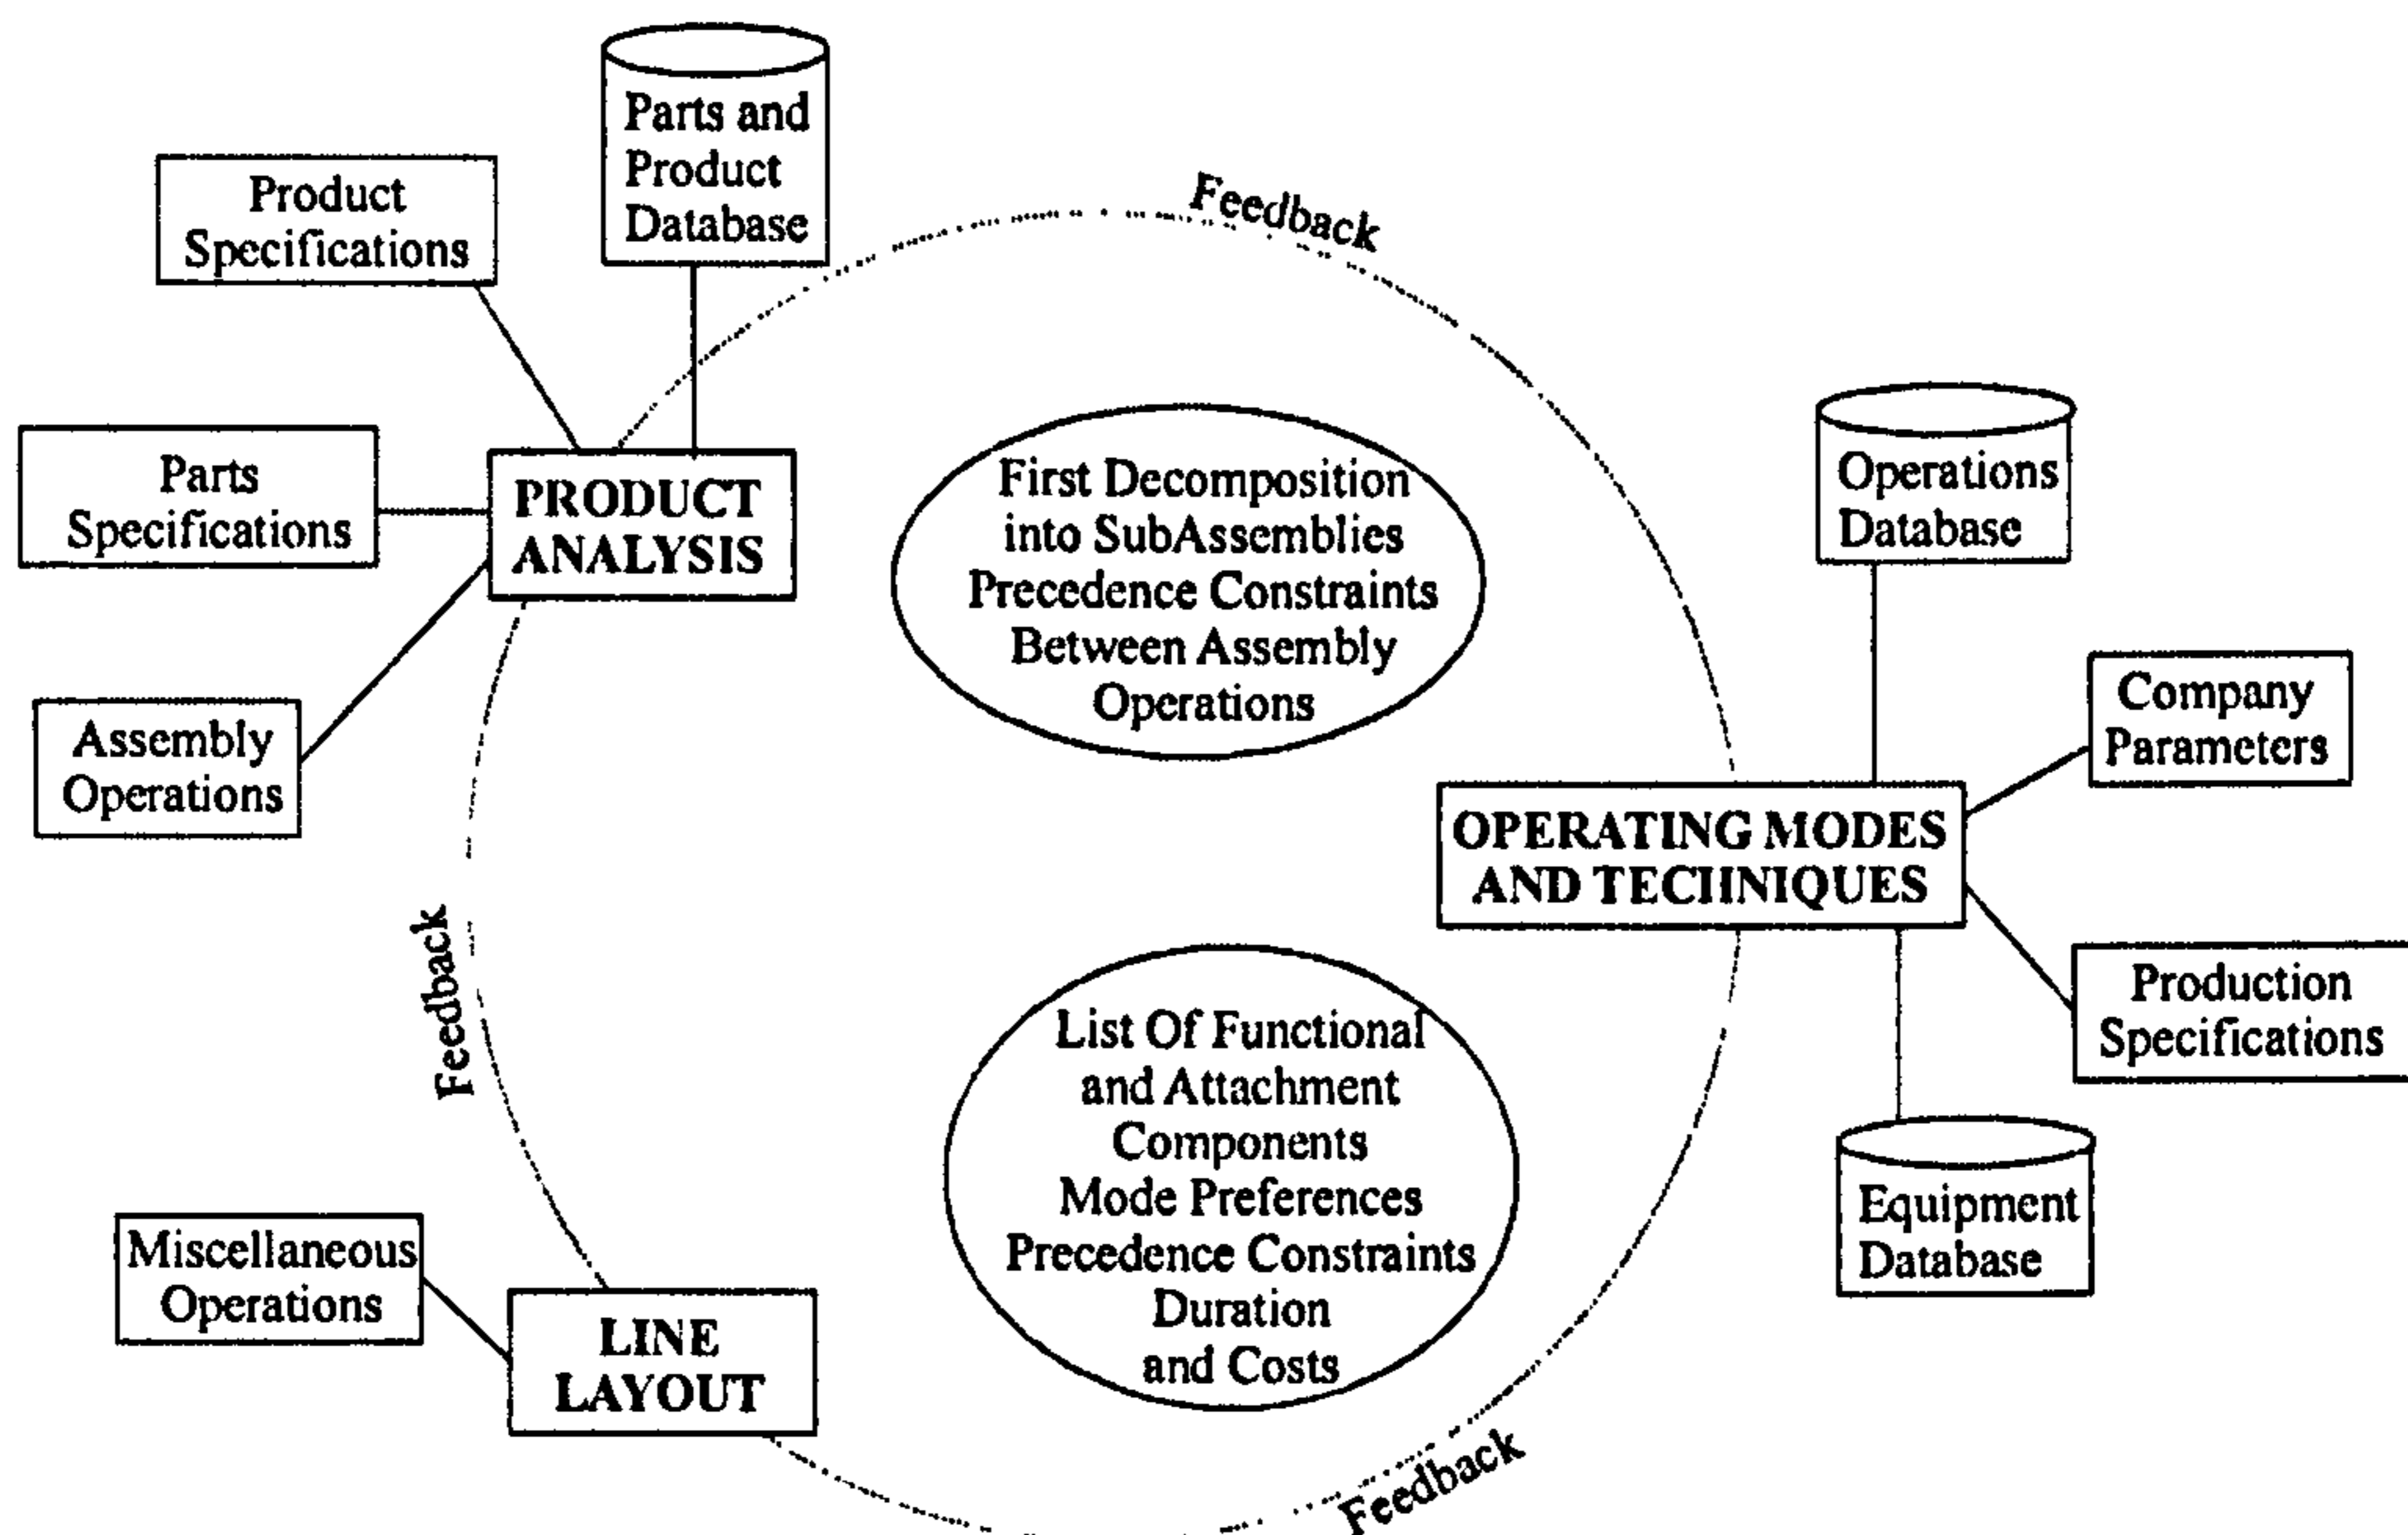 Parts and
Product
Database
Product
Specifications
Feedback
Parts
Specifications
PRODUCT
ANALYSIS
First Decomposition
into SubAssemblies
Precedence Constraints
Between Assembly
Operations
Operations
Database
Assembly
Operations
Company
Parameters
OPERATING MODES
AND TECHNIQUES
Feedback
Production
Specifications
List Of Functional
and Attachment
Components
Mode Preferences
Precedence Constraints
Duration
and Costs
Equipment
Database
Miscellaneous
Operations
LINE
LAYOUT
Feedback